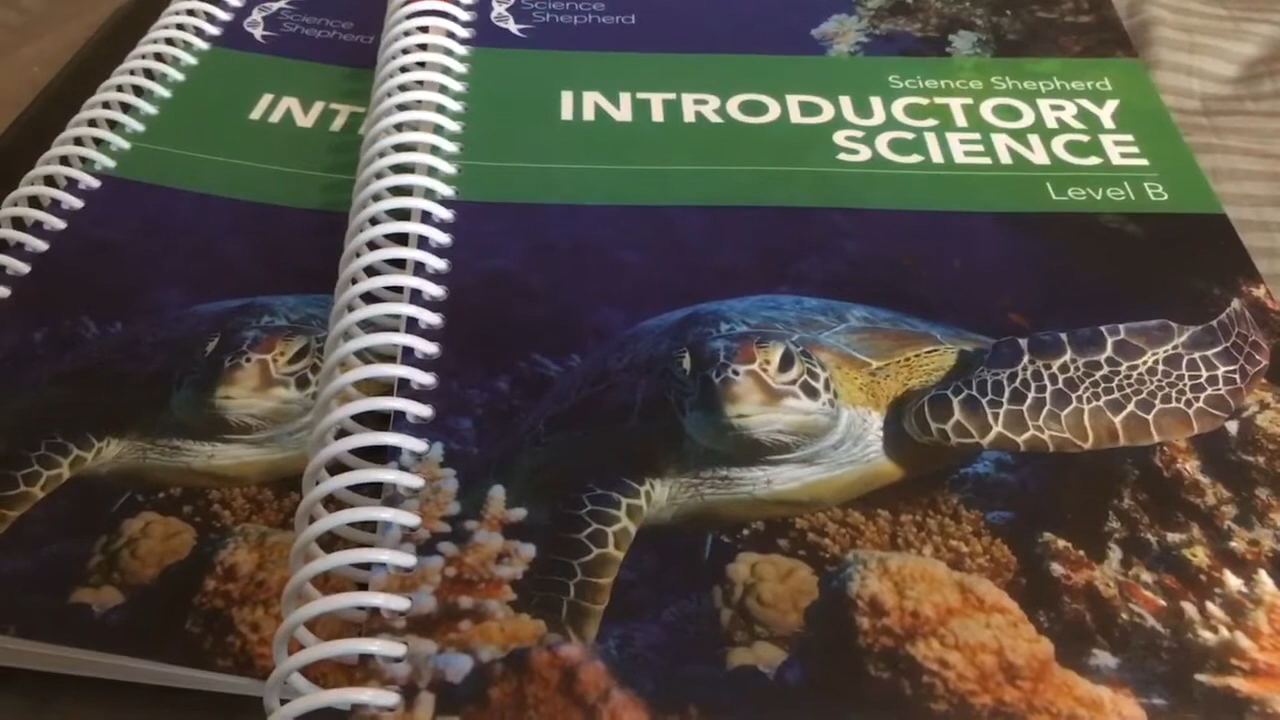 Science
Shepherd
INT
Science
Shepherd
Science Shepherd
INTRODUCTORY
SCIENCE
Level B